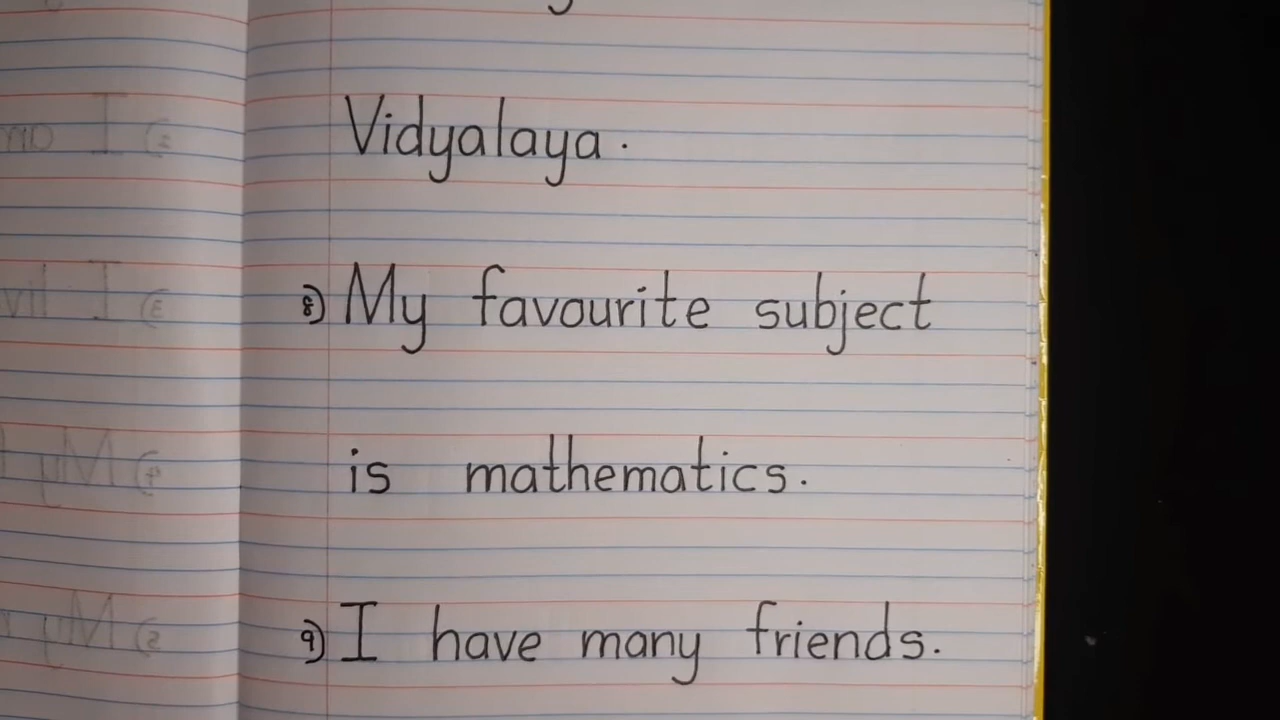 Vidyalaya.
8) My favourite subject
is mathematics.
9) I have many friends.